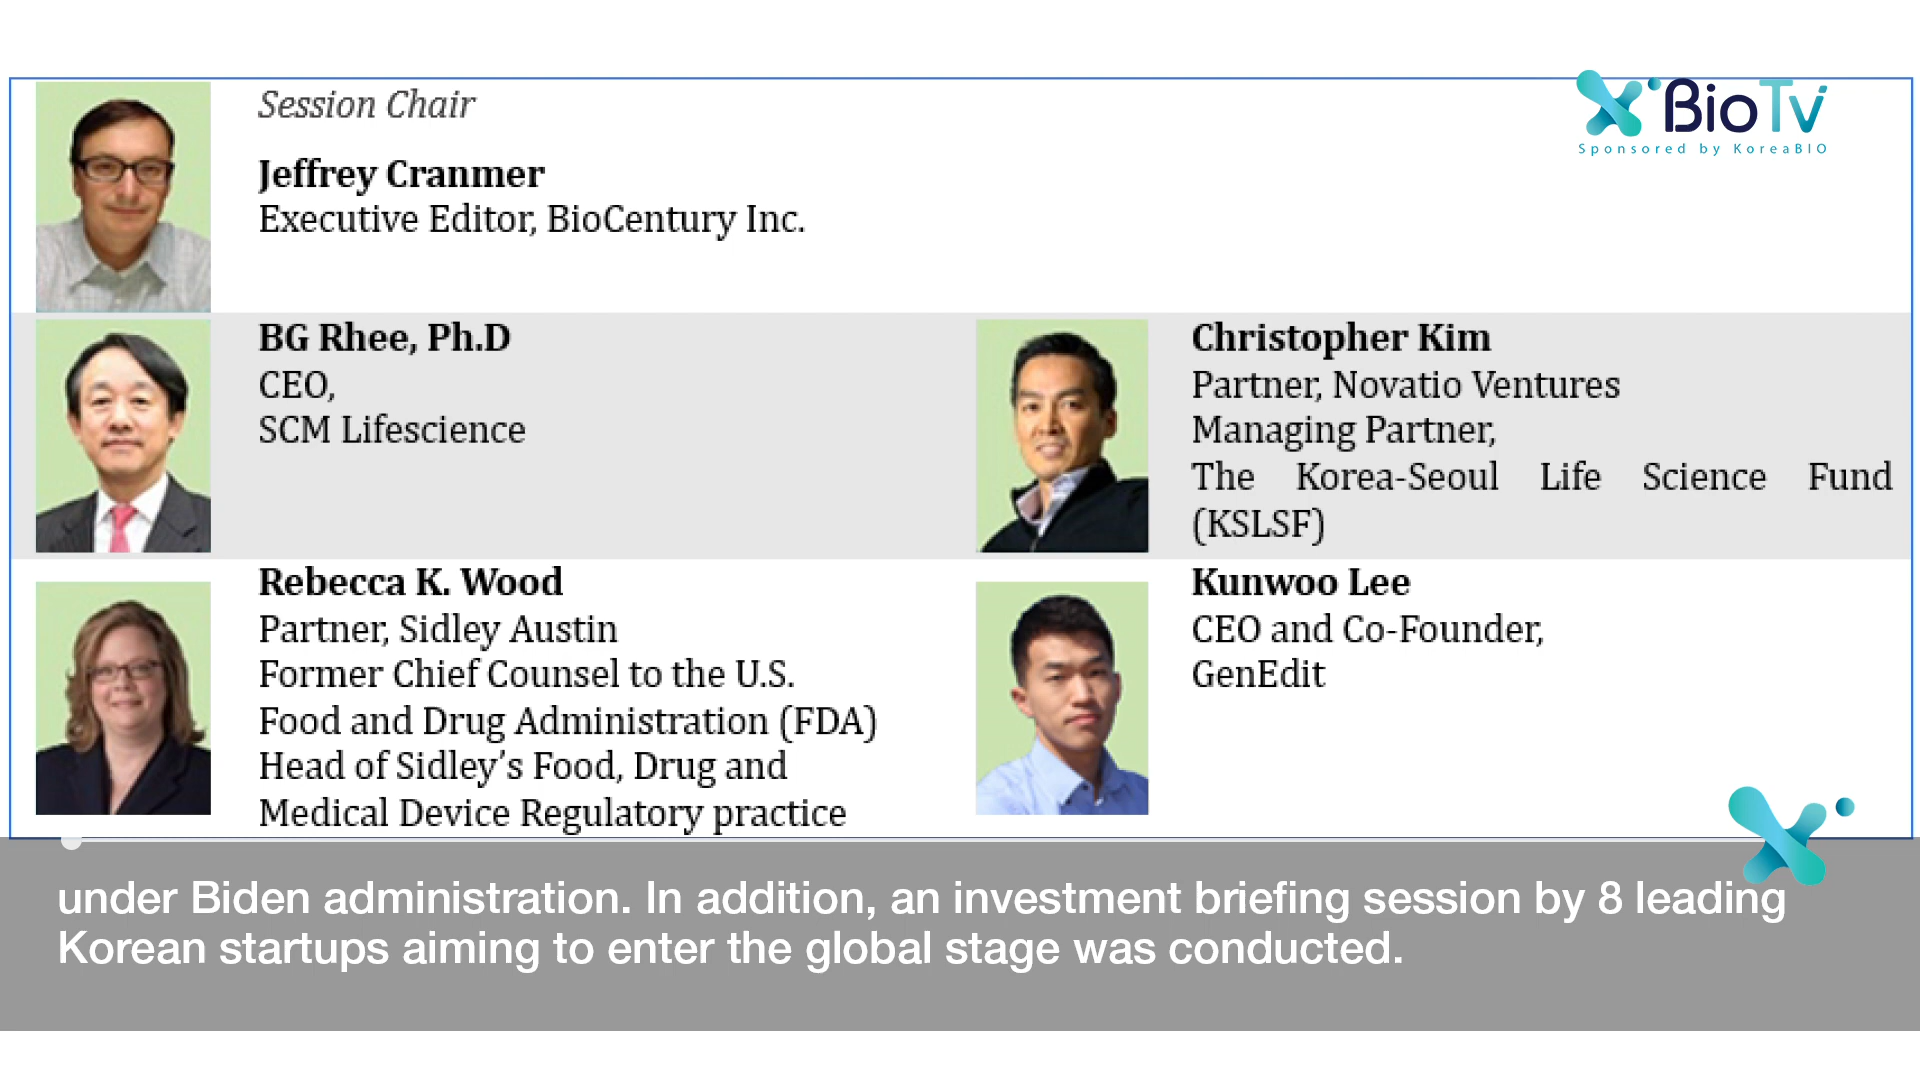 BioTv
Sponsored by KoreaBIO
Session Chair
Jeffrey Cranmer
Executive Editor, BioCentury Inc.
BG Rhee, Ph.D
CEO,
SCM Lifescience
Christopher Kim
Partner, Novatio Ventures
Managing Partner,
The Korea-Seoul Life Science Fund
(KSLSF)
Rebecca K. Wood
Partner, Sidley Austin
Former Chief Counsel to the U.S.
Food and Drug Administration (FDA)
Head of Sidley’s Food, Drug and
Medical Device Regulatory practice
Kunwoo Lee
CEO and Co-Founder,
GenEdit
under Biden administration. In addition, an investment briefing session by 8 leading
Korean startups aiming to enter the global stage was conducted.